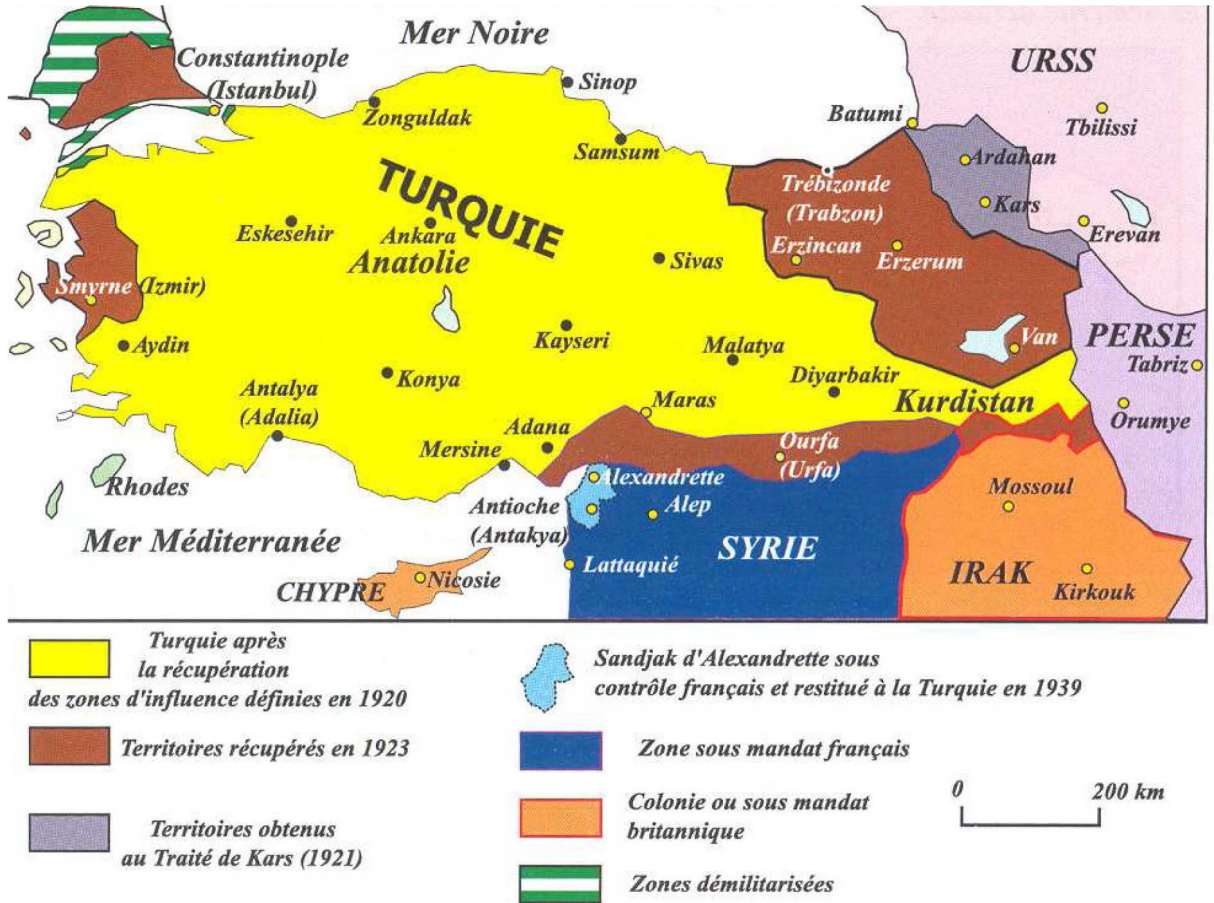 Mer Noire
URSS
Constantinople
(Istanbul)
Sinop
Zonguldak
Batumi
Tbilissi
Samsum
Ardahan
TURQUIE
Trébizonde
(Trabzon)
Kars
Eskesehir
Ankara
Anatolie
Sivas
Erzincan
Erzerum
Erevan
Smyrne (Izmir)
Kayseri
Van
PERSE
Aydin
Malatya
Tabriz
Konya
Diyarbakir
Antalya
(Adalia)
Maras
Kurdistan
Orumye
Adana
Mersine
Ourfa
(Urfa)
Rhodes
Alexandrette
Antioche
(Antakya)
Alep
Mossoul
Mer Méditerranée
SYRIE
CHYPRE
Nicosie
Lattaquié
IRAK
Kirkouk
Turquie après
la récupération
des zones d'influence définies en 1920
Territoires récupérés en 1923
Territoires obtenus
au Traité de Kars (1921)
Sandjak d'Alexandrette sous
contrôle français et restitué à la Turquie en 1939
Zone sous mandat français
Colonie ou sous mandat
britannique
Zones démilitarisées
0 200 km